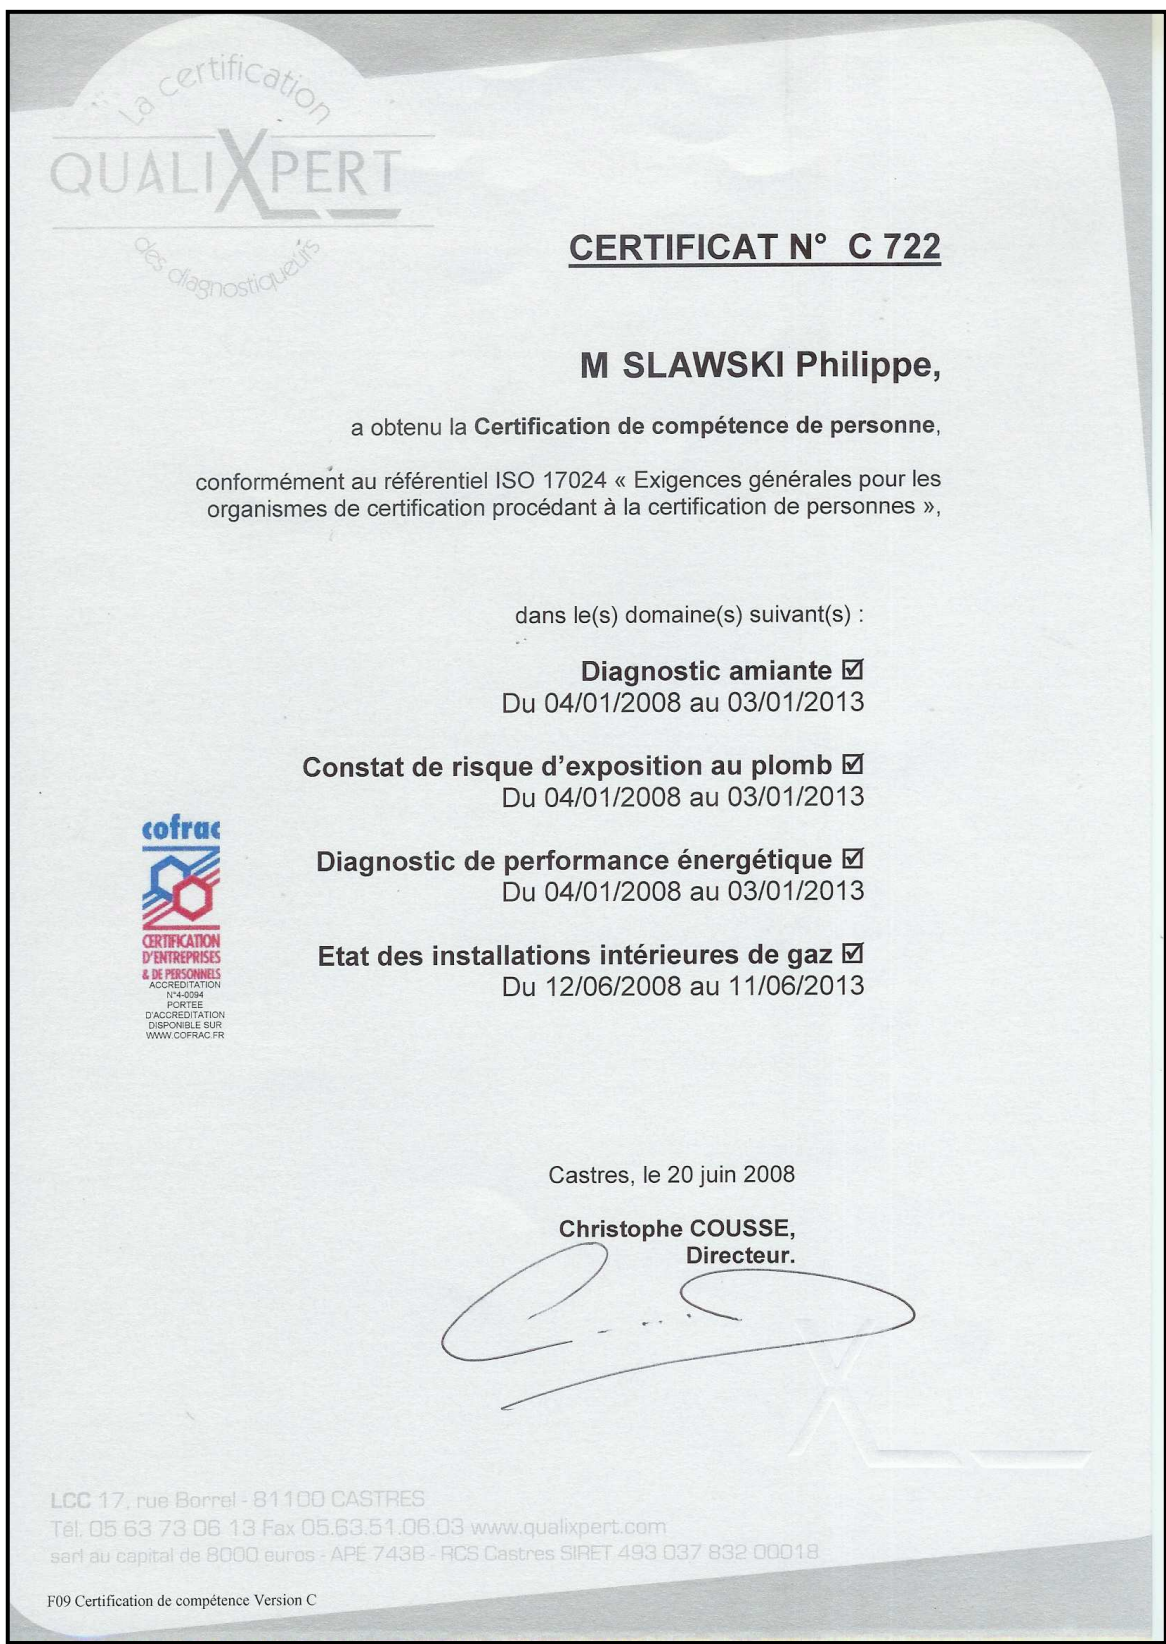 La certification
QUALIXPERT
des diagnostiqueurs
CERTIFICAT N° C 722
M SLAWSKI Philippe,
a obtenu la Certification de compétence de personne,
conformément au référentiel ISO 17024 « Exigences générales pour les
organismes de certification procédant à la certification de personnes »,
dans le(s) domaine(s) suivant(s) :
Diagnostic amiante ☑
Du 04/01/2008 au 03/01/2013
Constat de risque d'exposition au plomb ☑
Du 04/01/2008 au 03/01/2013
Diagnostic de performance énergétique ☑
Du 04/01/2008 au 03/01/2013
Etat des installations intérieures de gaz ☑
Du 12/06/2008 au 11/06/2013
cofrac
CERTIFICATION
D'ENTREPRISES
& DE PERSONNELS
ACCREDITATION
N°4-0094
PORTEE
D'ACCREDITATION
DISPONIBLE SUR
WWW.COFRAC.FR
Castres, le 20 juin 2008
Christophe COUSSE,
Directeur.
LCC 17, rue Borrel - 81100 CASTRES
Tél. 05 63 73 06 13 Fax 05.63.51.06.03 www.qualixpert.com
sarl au capital de 8000 euros - APE 743B - RCS Castres SIRET 493 037 832 00018
F09 Certification de compétence Version C